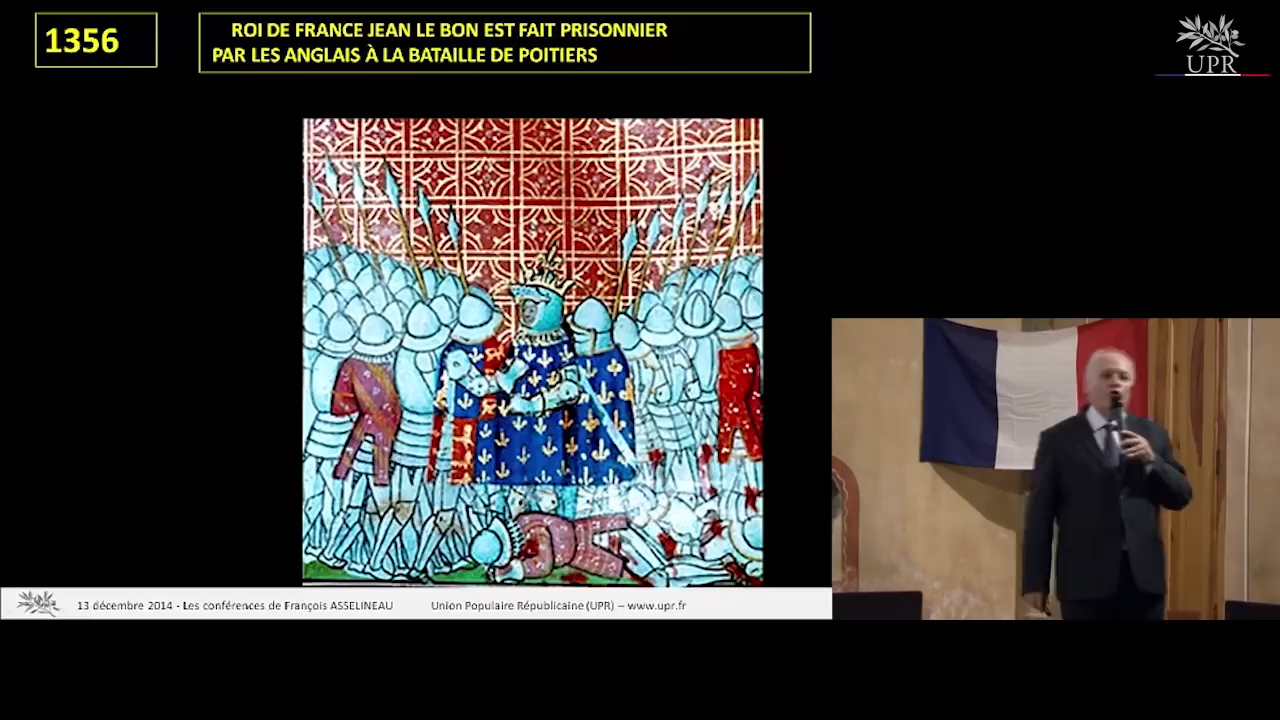 1356
ROI DE FRANCE JEAN LE BON EST FAIT PRISONNIER
PAR LES ANGLAIS À LA BATAILLE DE POITIERS
UPR
13 décembre 2014 - Les conférences de François ASSELINEAU Union Populaire Républicaine (UPR) – www.upr.fr